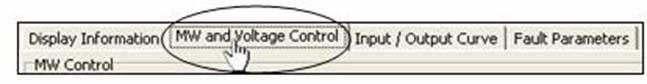 Display Information MW and Voltage Control Input / Output Curve Fault Parameters
MW Control